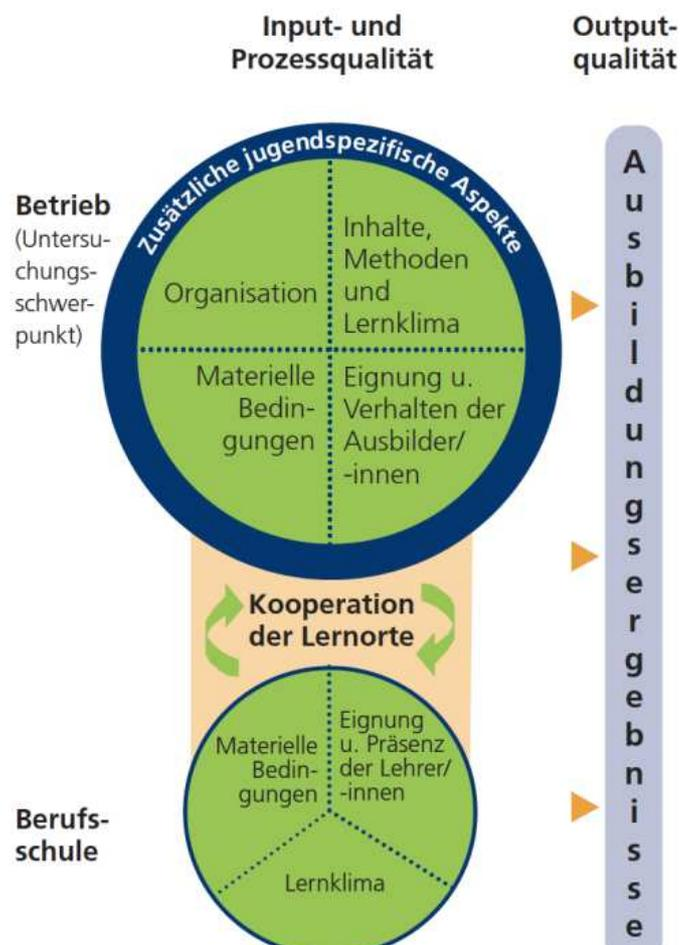 Input- und
Prozessqualität
Output-
qualität
Zusätzliche jugendspezifische Aspekte
Betrieb
(Untersu-
chungs-
schwer-
punkt)
Organisation
Inhalte,
Methoden
und
Lernklima
Materielle
Bedin-
gungen
Eignung u.
Verhalten der
Ausbilder/
-innen
Kooperation
der Lernorte
Materielle
Bedin-
gungen
Eignung
u. Präsenz
der Lehrer/
-innen
Lernklima
Berufs-
schule
Ausbildungsergebnisse